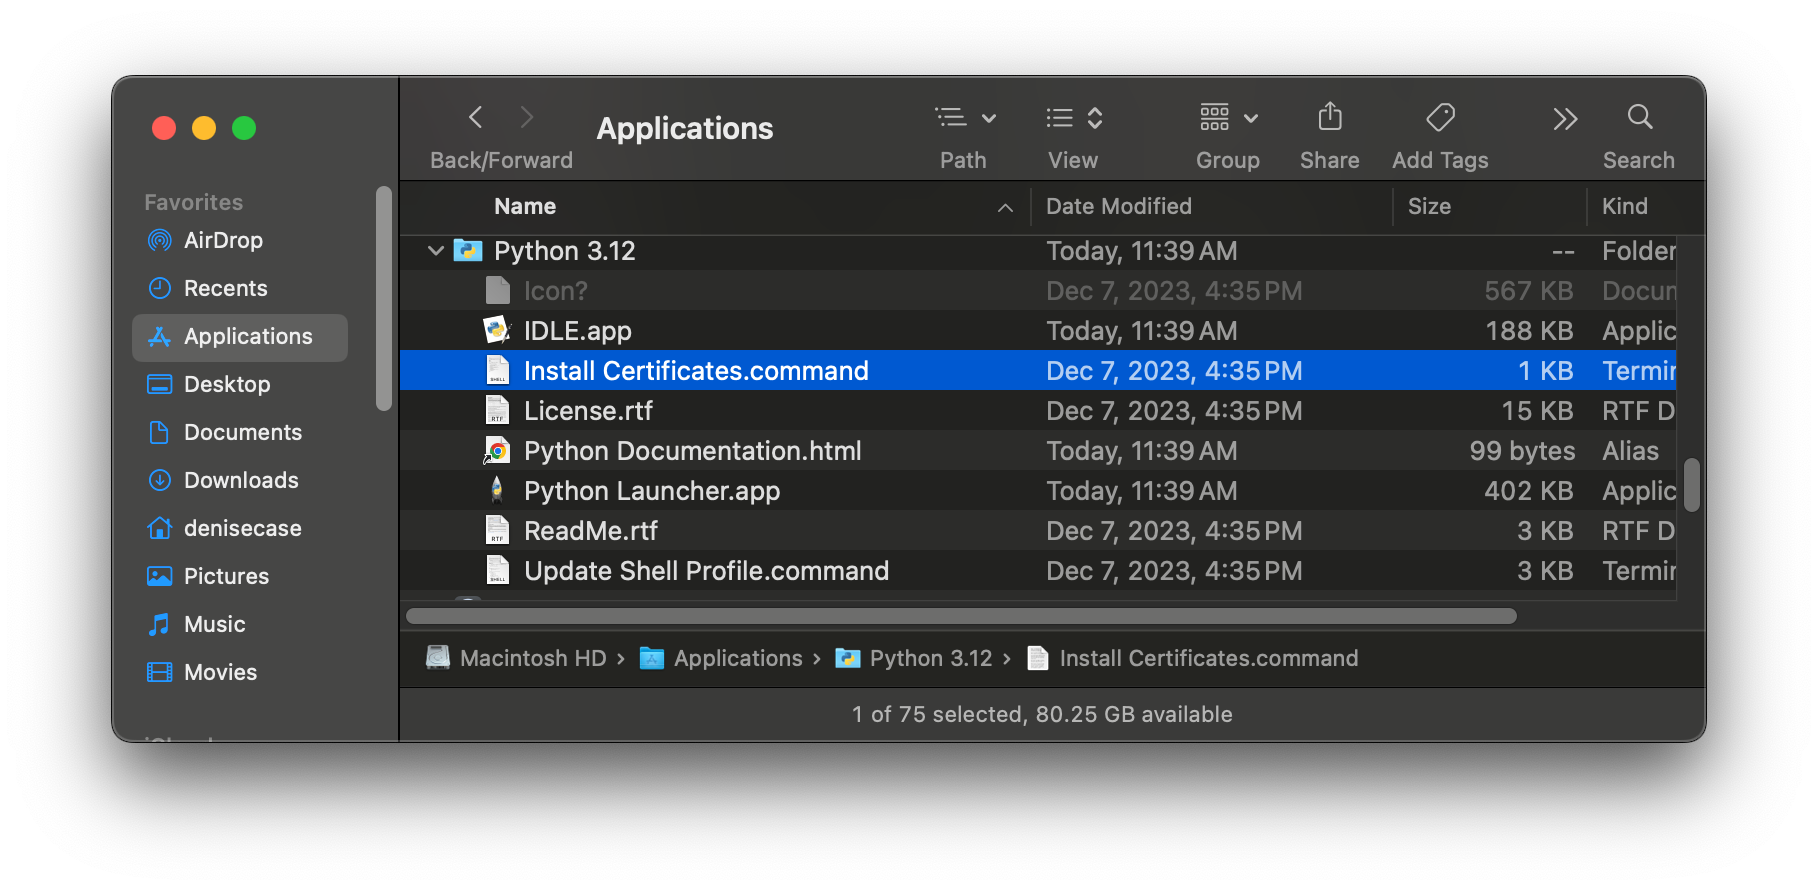 Applications
Back/Forward
Path
View
Group
Share
Add Tags
Search
Favorites
AirDrop
Recents
Applications
Desktop
Documents
Downloads
denisecase
Pictures
Music
Movies
Name Date Modified Size Kind
Python 3.12 Today, 11:39 AM -- Folder
Icon? Dec 7, 2023, 4:35 PM 567 KB Docum
IDLE.app Today, 11:39 AM 188 KB Applic
Install Certificates.command Dec 7, 2023, 4:35 PM 1 KB Termin
License.rtf Dec 7, 2023, 4:35 PM 15 KB RTF D
Python Documentation.html Today, 11:39 AM 99 bytes Alias
Python Launcher.app Today, 11:39 AM 402 KB Applic
ReadMe.rtf Dec 7, 2023, 4:35 PM 3 KB RTF D
Update Shell Profile.command Dec 7, 2023, 4:35 PM 3 KB Termin
Macintosh HD › Applications › Python 3.12 › Install Certificates.command
1 of 75 selected, 80.25 GB available